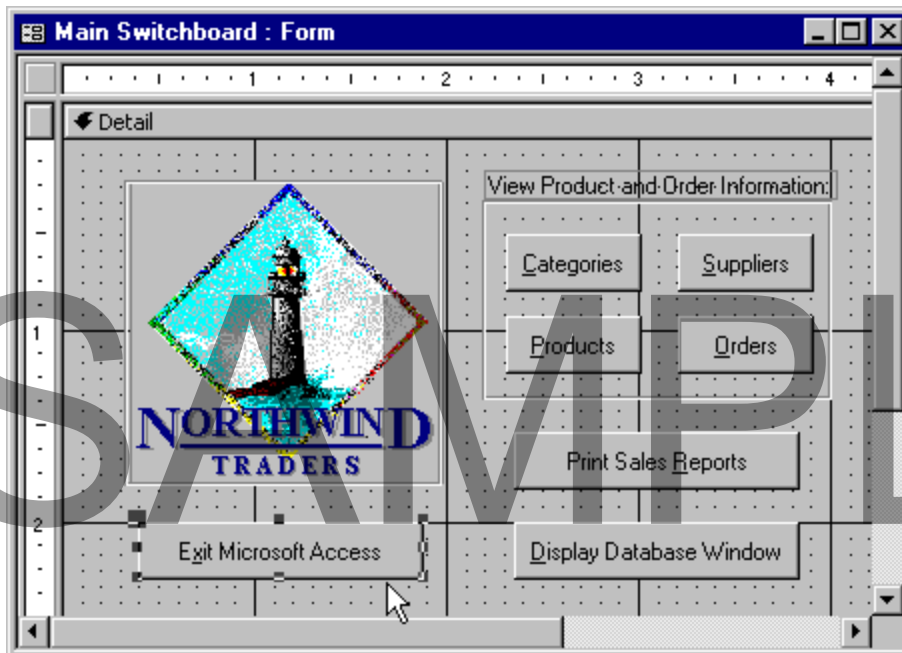 Main Switchboard : Form
1 2 3 4
Detail
View Product and Order Information:
Categories Suppliers
1
Products Orders
NORTHWIND
TRADERS
Print Sales Reports
2
Exit Microsoft Access Display Database Window
SAMPL